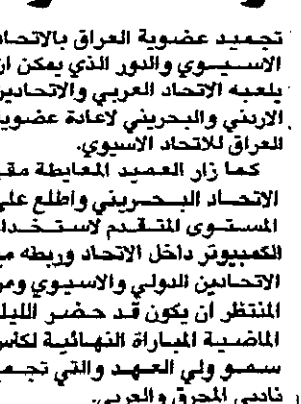 تجميد عضوية العراق بالاتحاد
الاسيوي والدور الذي يمكن ان
يلعبه الاتحاد العربي والاتحادين
الاردني والبحريني لاعادة عضوية
العراق للاتحاد الاسيوي.
كما زار العميد المعايطة مقر
الاتحاد البحريني واطلع على
المستوى المتقدم لاستخدام
الكمبيوتر داخل الاتحاد وربطه مع
الاتحادين الدولي والاسيوي ومن
المنتظر ان يكون قد حضر الليلة
الماضية المباراة النهائية لكأس
سمو ولي العهد والتي تجمع
ناديي المحرق والعربي.